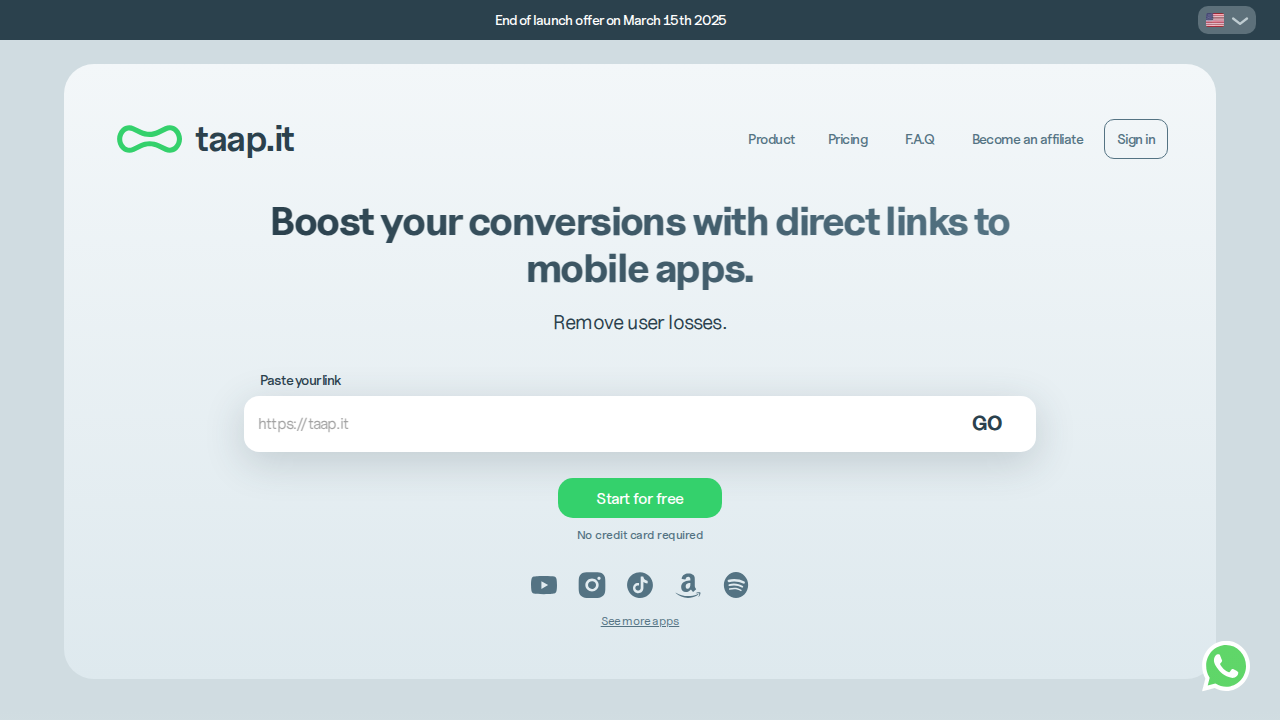 End of launch offer on March 15th 2025
taap.it
Product
Pricing
F.A.Q
Become an affiliate
Sign in
Boost your conversions with direct links to
mobile apps.
Remove user losses.
Paste your link
https://taap.it
GO
Start for free
No credit card required
See more apps